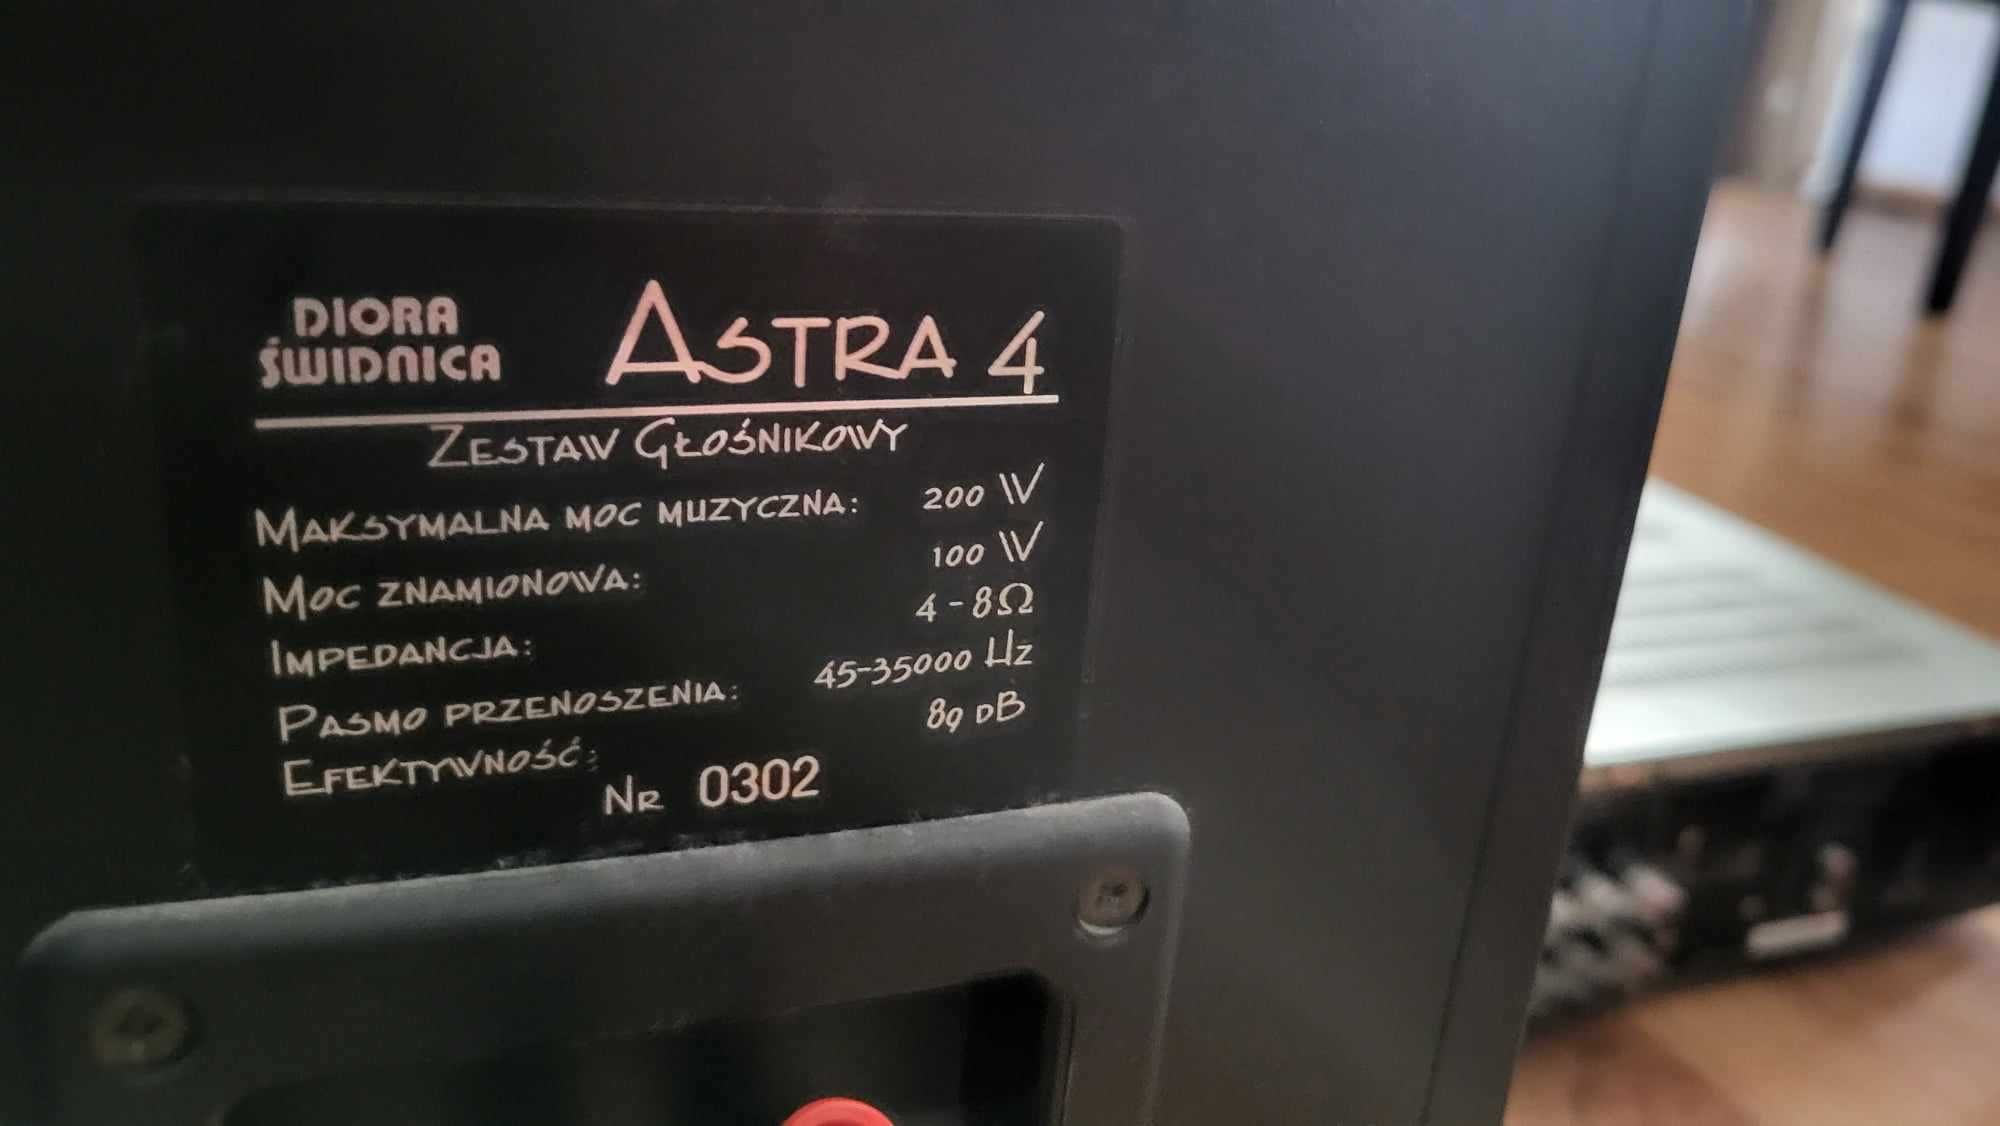 DIORA
ŚWIDNICA
ASTRA 4
ZESTAW GŁOŚNIKOWY
MAKSYMALNA MOC MUZYCZNA: 200 W
MOC ZNAMIONOWA: 100 W
IMPEDANCJA: 4-8Ω
PASMO PRZENOSZENIA: 45-35000 Hz
EFEKTYWNOŚĆ: 89 DB
NR 0302